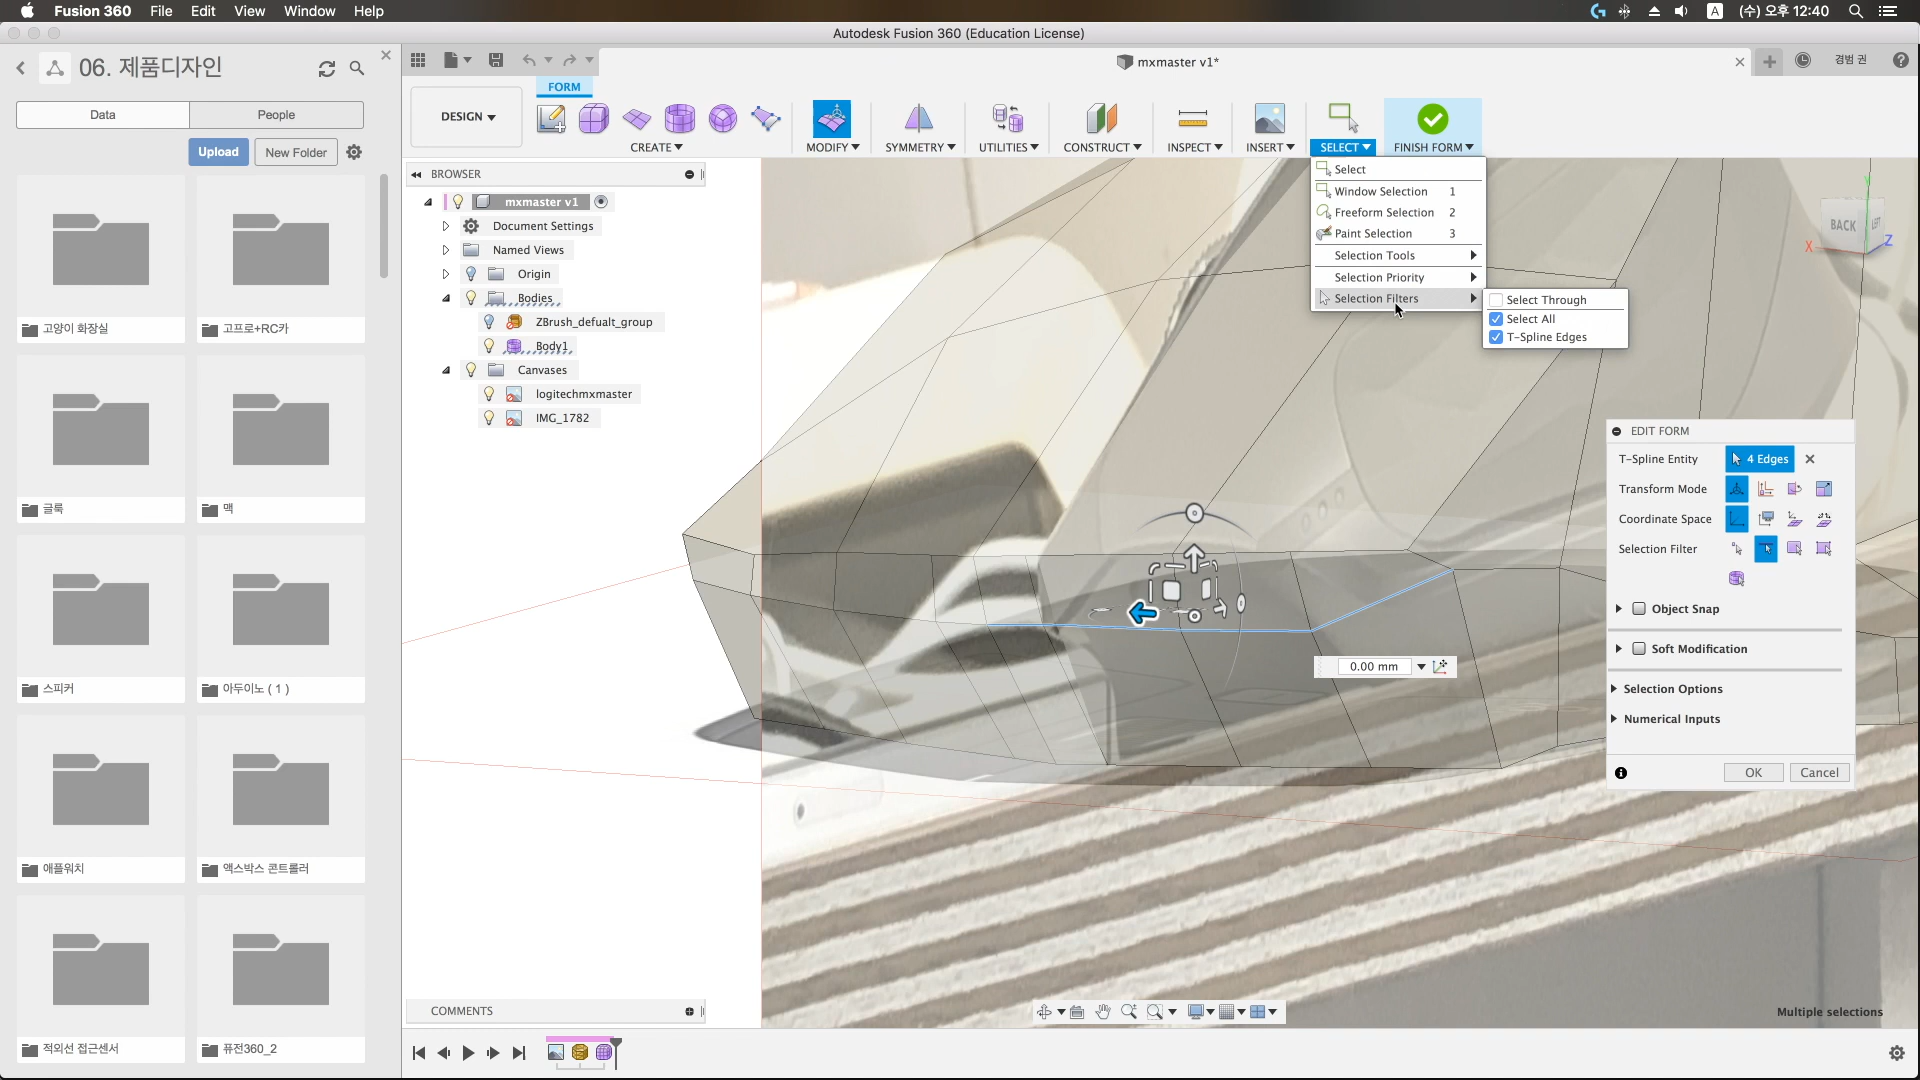 Fusion 360 File Edit View Window Help
A (수) 오후 12:40
Autodesk Fusion 360 (Education License)
06. 제품디자인
mxmaster v1*
경범 권
Data People
Upload New Folder
고양이 화장실
고프로+RC카
글룩
맥
스피커
아두이노 ( 1 )
애플워치
액스박스 콘트롤러
적외선 접근센서
퓨전360_2
FORM
DESIGN
CREATE
MODIFY
SYMMETRY
UTILITIES
CONSTRUCT
INSPECT
INSERT
SELECT
FINISH FORM
BROWSER
mxmaster v1
Document Settings
Named Views
Origin
Bodies
ZBrush_defualt_group
Body1
Canvases
logitechmxmaster
IMG_1782
Select
Window Selection 1
Freeform Selection 2
Paint Selection 3
Selection Tools
Selection Priority
Selection Filters
Select Through
Select All
T-Spline Edges
Y
BACK LEFT
X Z
EDIT FORM
T-Spline Entity 4 Edges
Transform Mode
Coordinate Space
Selection Filter
Object Snap
Soft Modification
Selection Options
Numerical Inputs
OK Cancel
0.00 mm
COMMENTS
Multiple selections